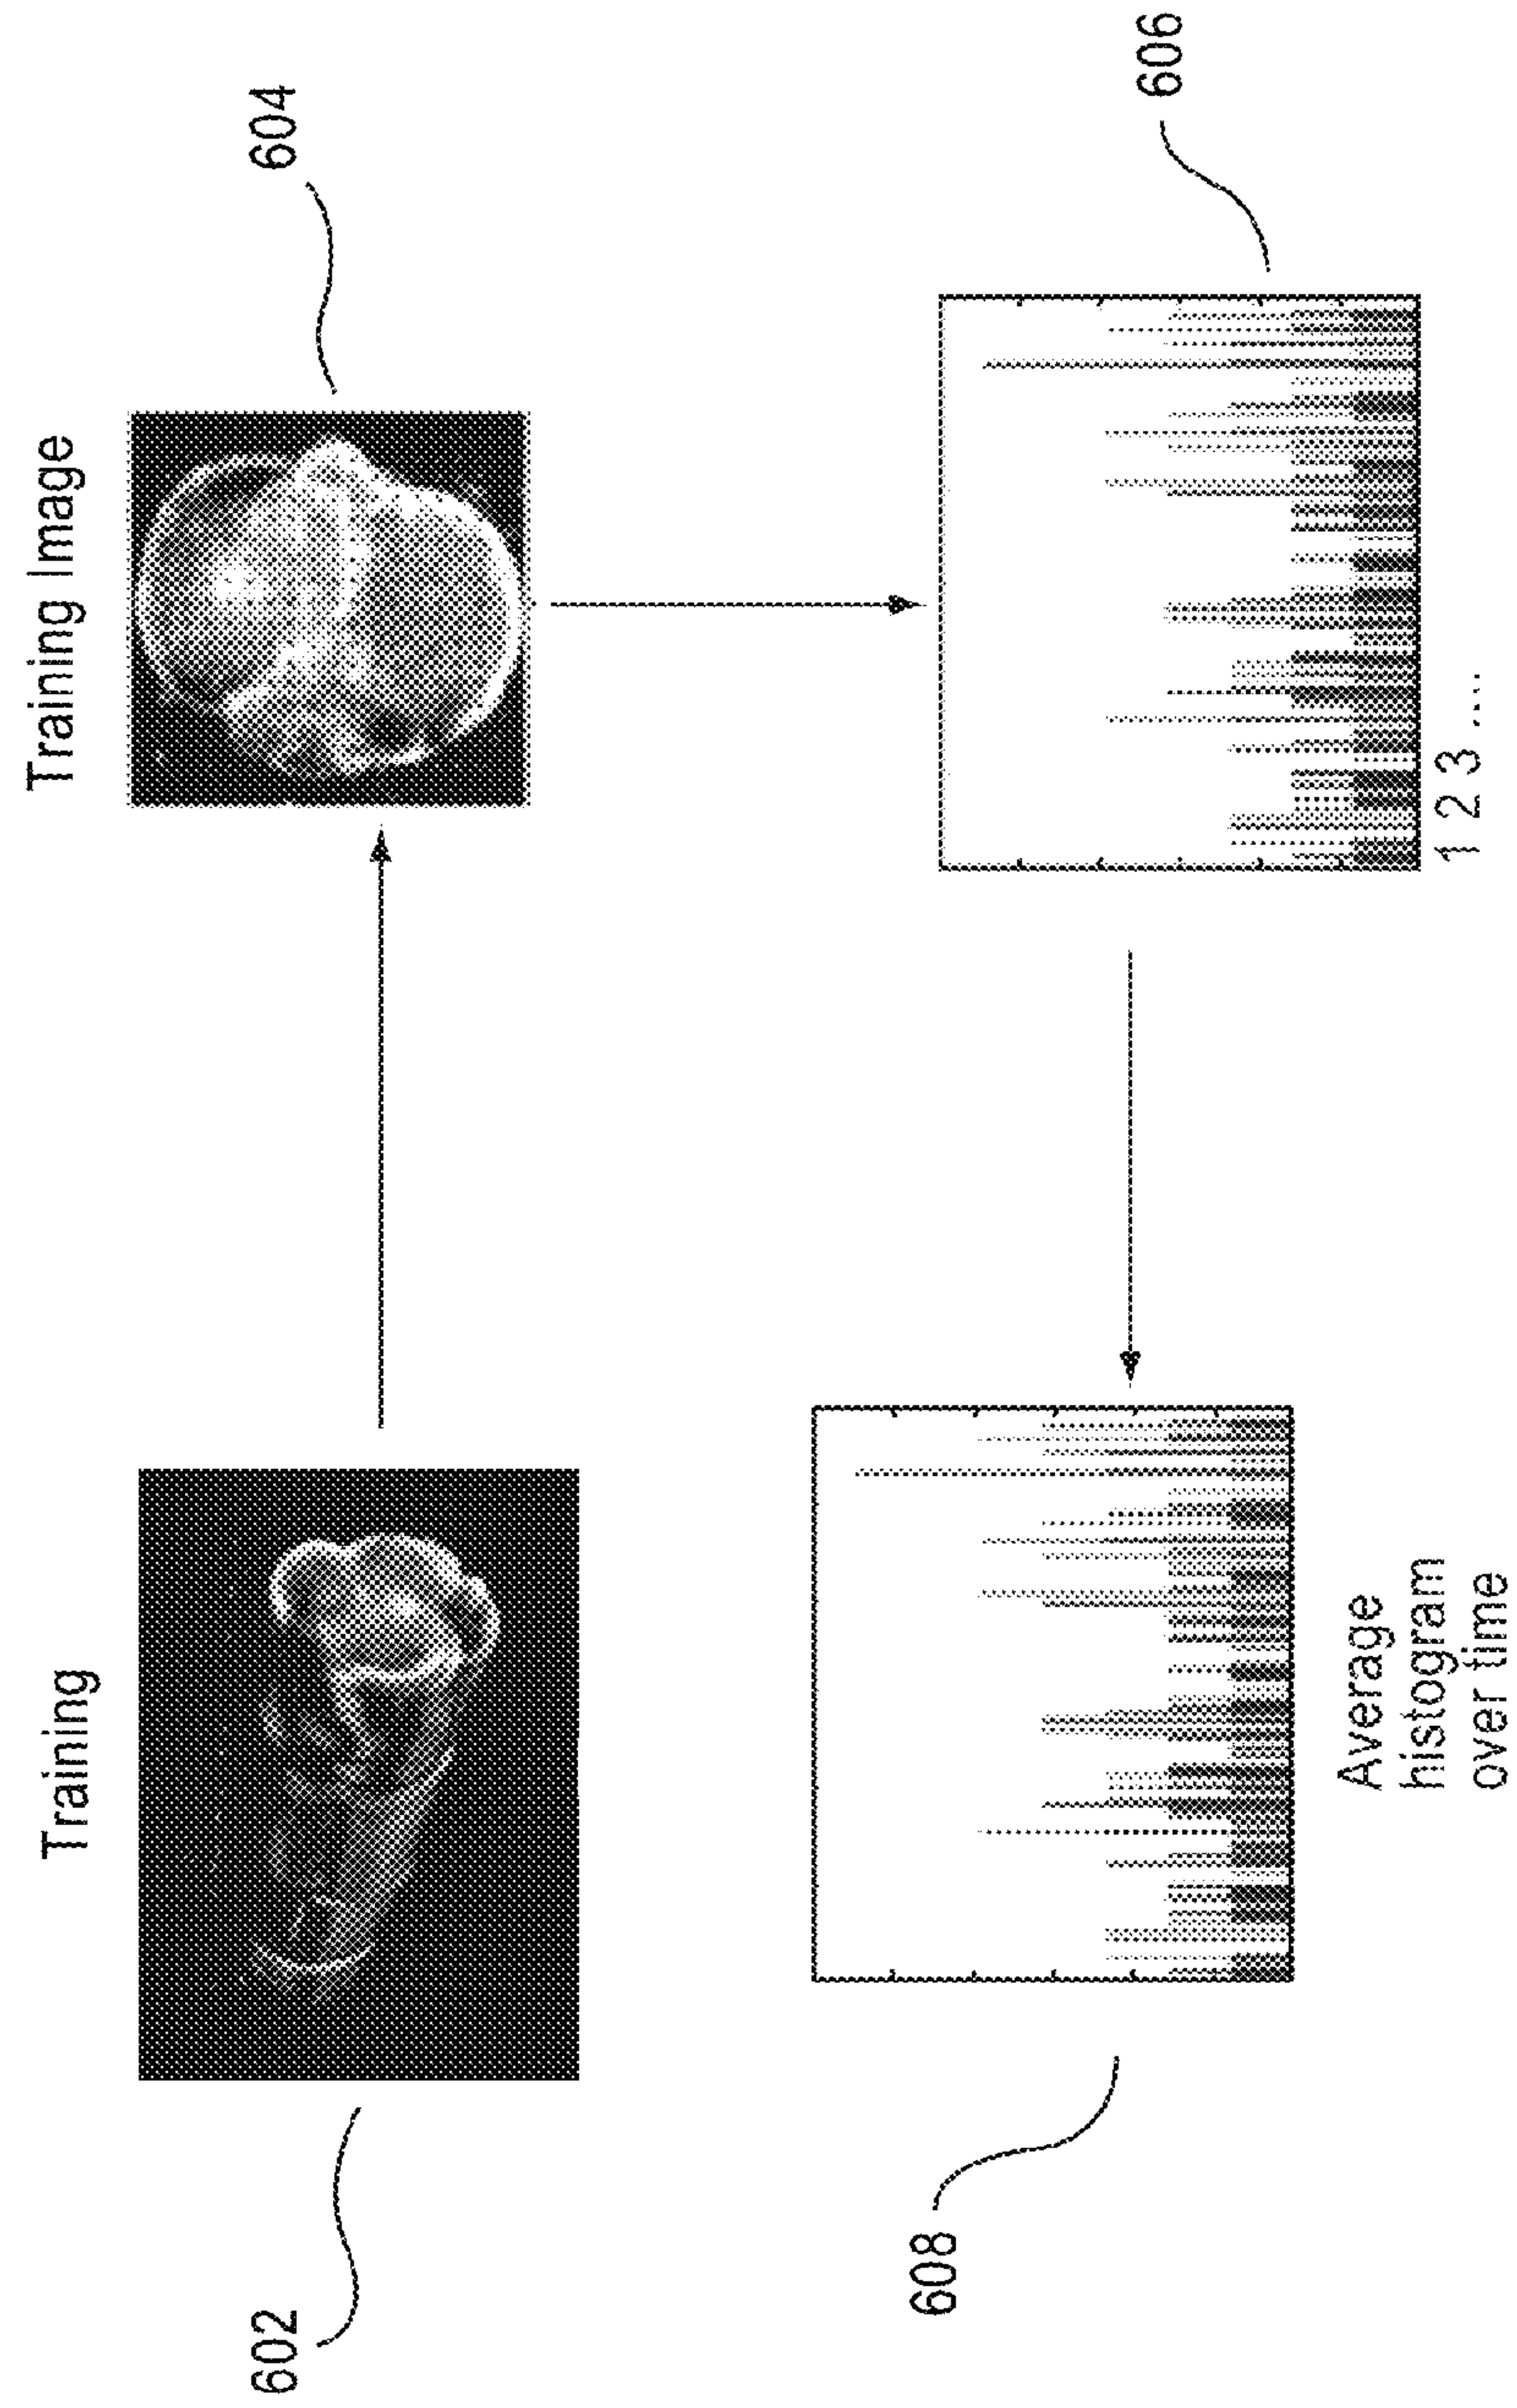 Training
Training Image
602
604
608
606
Average
histogram
over time
1 2 3 ....